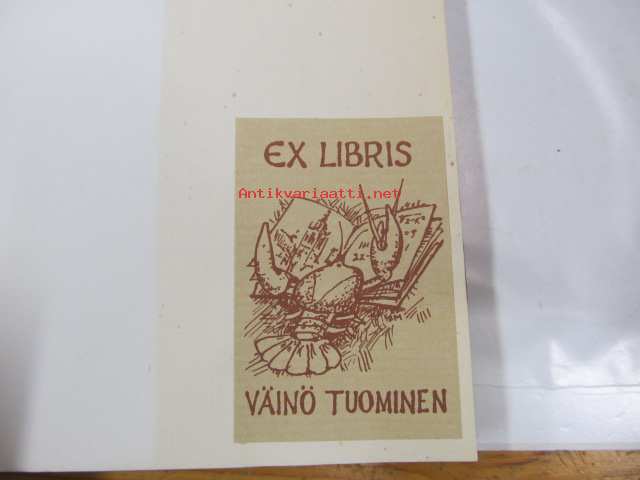 EX LIBRIS
Antikvariaatti.net
VÄINÖ TUOMINEN